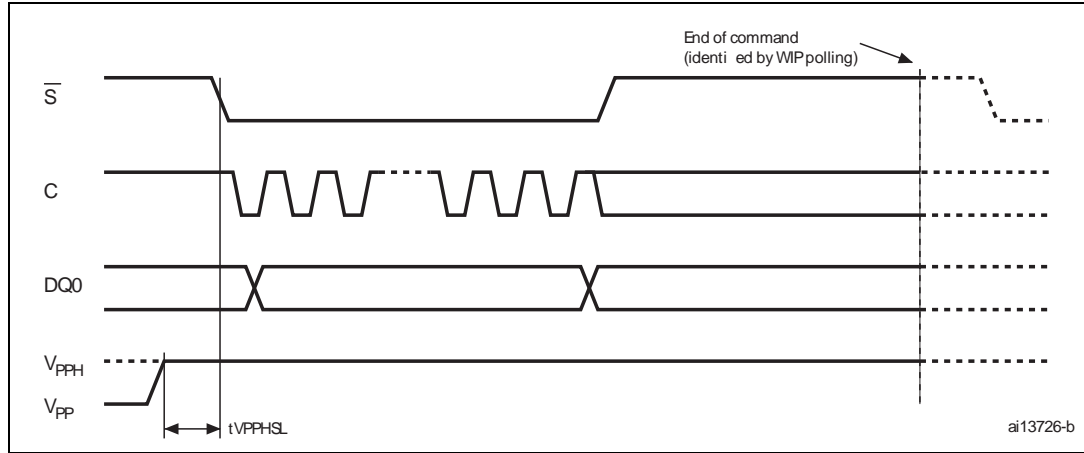 End of command
(identi ed by WIP polling)
S
C
DQ0
VPPH
VPP
tVPPHSL
ai13726-b